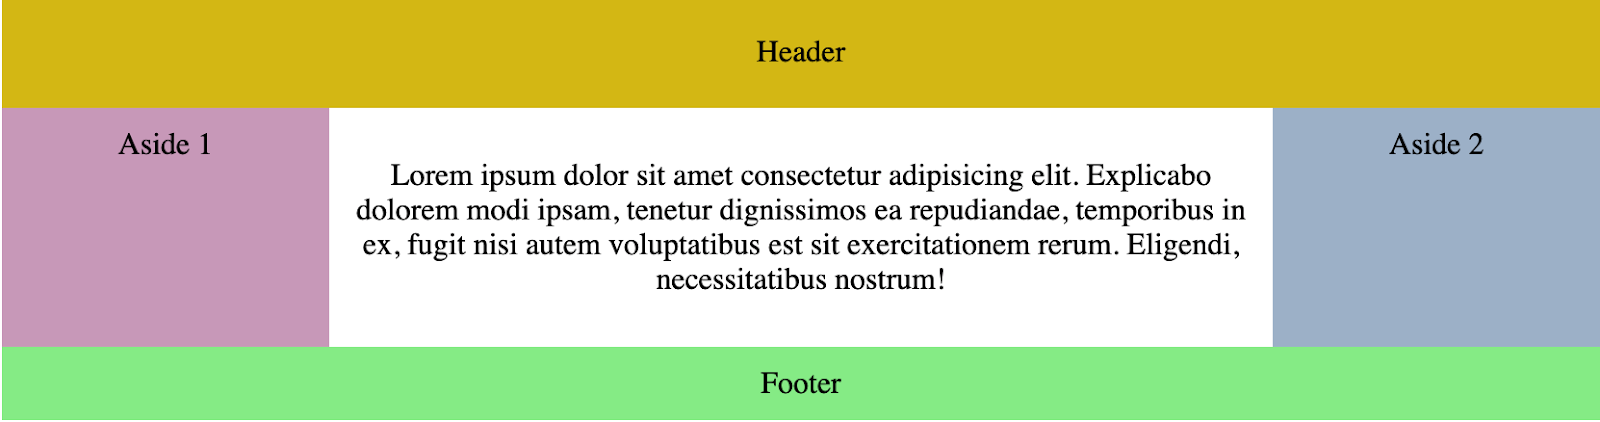 Header
Aside 1
Lorem ipsum dolor sit amet consectetur adipisicing elit. Explicabo
dolorem modi ipsam, tenetur dignissimos ea repudiandae, temporibus in
ex, fugit nisi autem voluptatibus est sit exercitationem rerum. Eligendi,
necessitatibus nostrum!
Aside 2
Footer